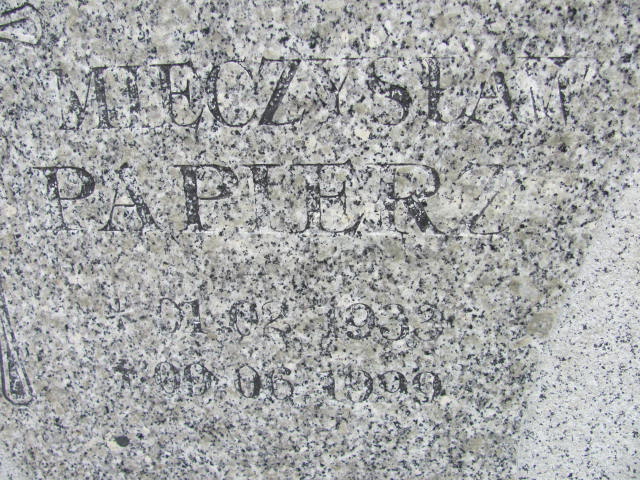 MIECZYSŁAW
PAPIERZ
* 01.02.1933
† 09.06.1999